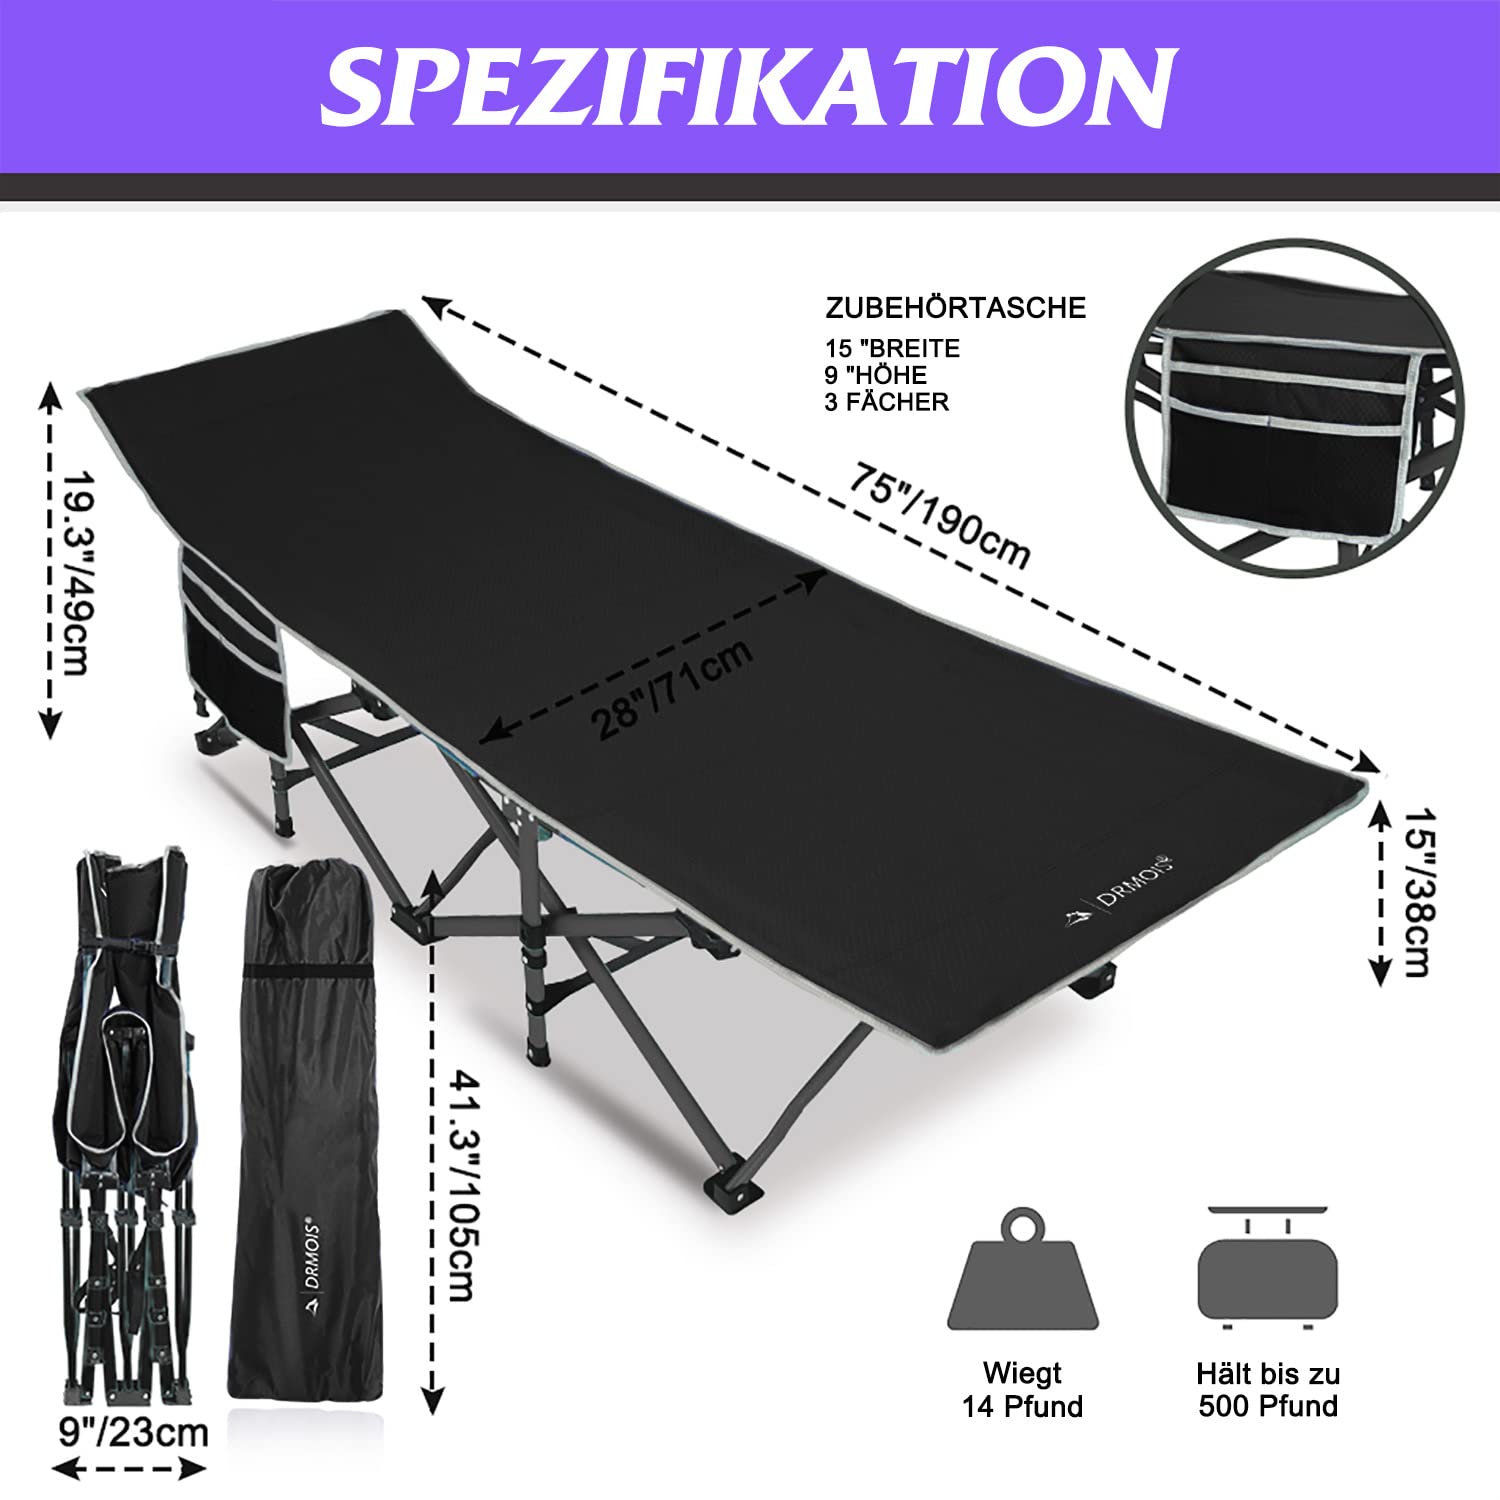 SPEZIFIKATION
ZUBEHÖRTASCHE
15 "BREITE
9 "HÖHE
3 FÄCHER
75"/190cm
19.3"/49cm
28"/71cm
15"/38cm
DRMOIS®
41.3"/105cm
DRMOIS®
9"/23cm
Wiegt
14 Pfund
Hält bis zu
500 Pfund